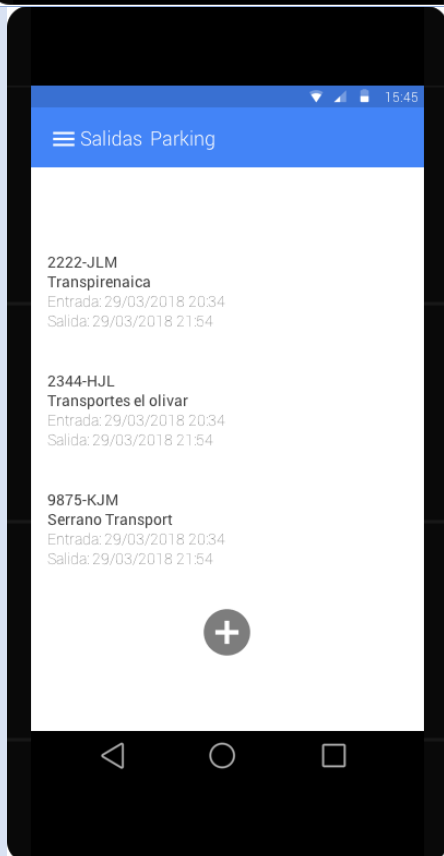 15:45
Salidas Parking
2222-JLM
Transpirenaica
Entrada: 29/03/2018 20:34
Salida: 29/03/2018 21:54
2344-HJL
Transportes el olivar
Entrada: 29/03/2018 20:34
Salida: 29/03/2018 21:54
9875-KJM
Serrano Transport
Entrada: 29/03/2018 20:34
Salida: 29/03/2018 21:54